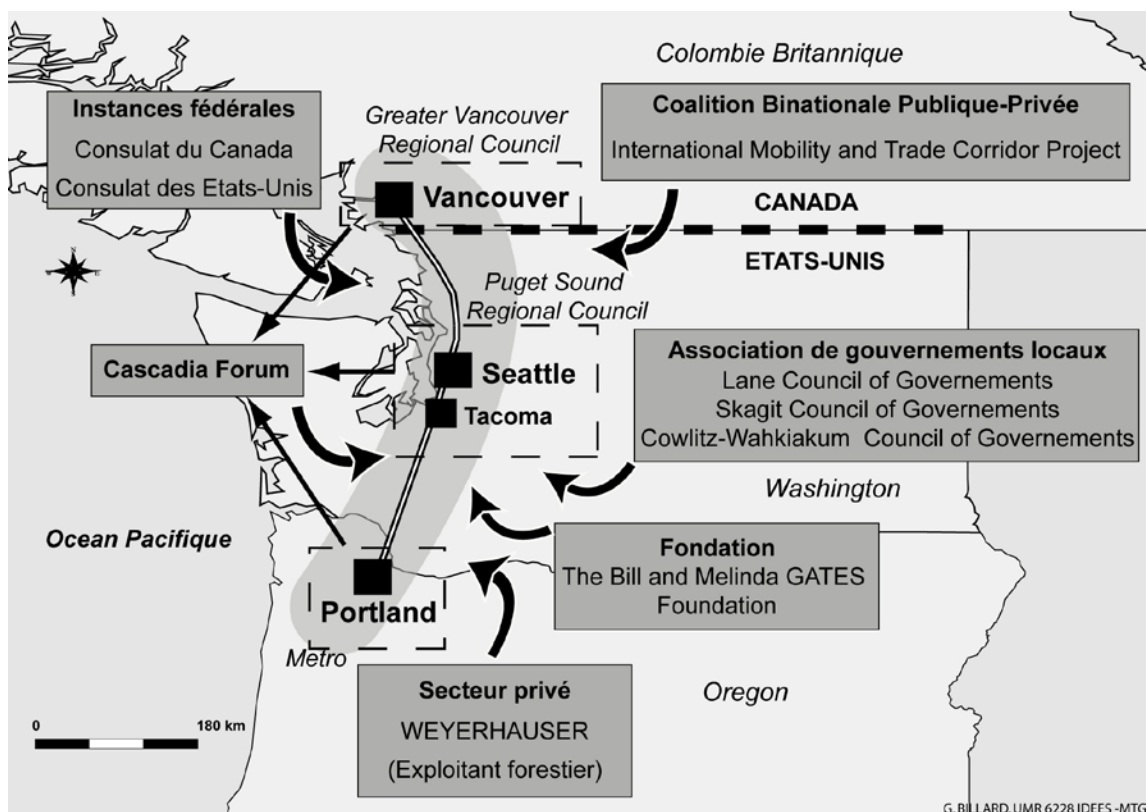 Colombie Britannique
Instances fédérales
Consulat du Canada
Consulat des Etats-Unis
Greater Vancouver
Regional Council
Coalition Binationale Publique-Privée
International Mobility and Trade Corridor Project
Vancouver
CANADA
ETATS-UNIS
Puget Sound
Regional Council
Cascadia Forum
Seattle
Tacoma
Association de gouvernements locaux
Lane Council of Governements
Skagit Council of Governements
Cowlitz-Wahkiakum Council of Governements
Washington
Ocean Pacifique
Fondation
The Bill and Melinda GATES
Foundation
Portland
Metro
Secteur privé
WEYERHAUSER
(Exploitant forestier)
Oregon
0 180 km
G. BILLARD, UMR 6228 IDEES -MTG